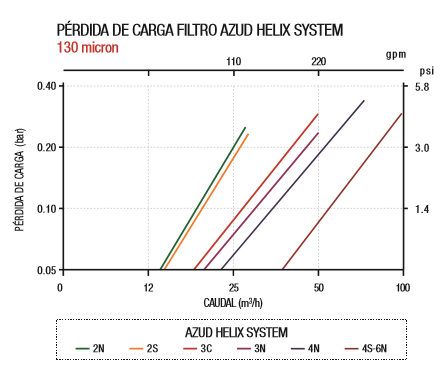 PÉRDIDA DE CARGA FILTRO AZUD HELIX SYSTEM
130 micron
gpm
110 220
psi
0.40 5.8
0.20 3.0
0.10 1.4
0.05
PÉRDIDA DE CARGA (bar)
0 12 25 50 100
CAUDAL (m³/h)
AZUD HELIX SYSTEM
2N 2S 3C 3N 4N 4S-6N